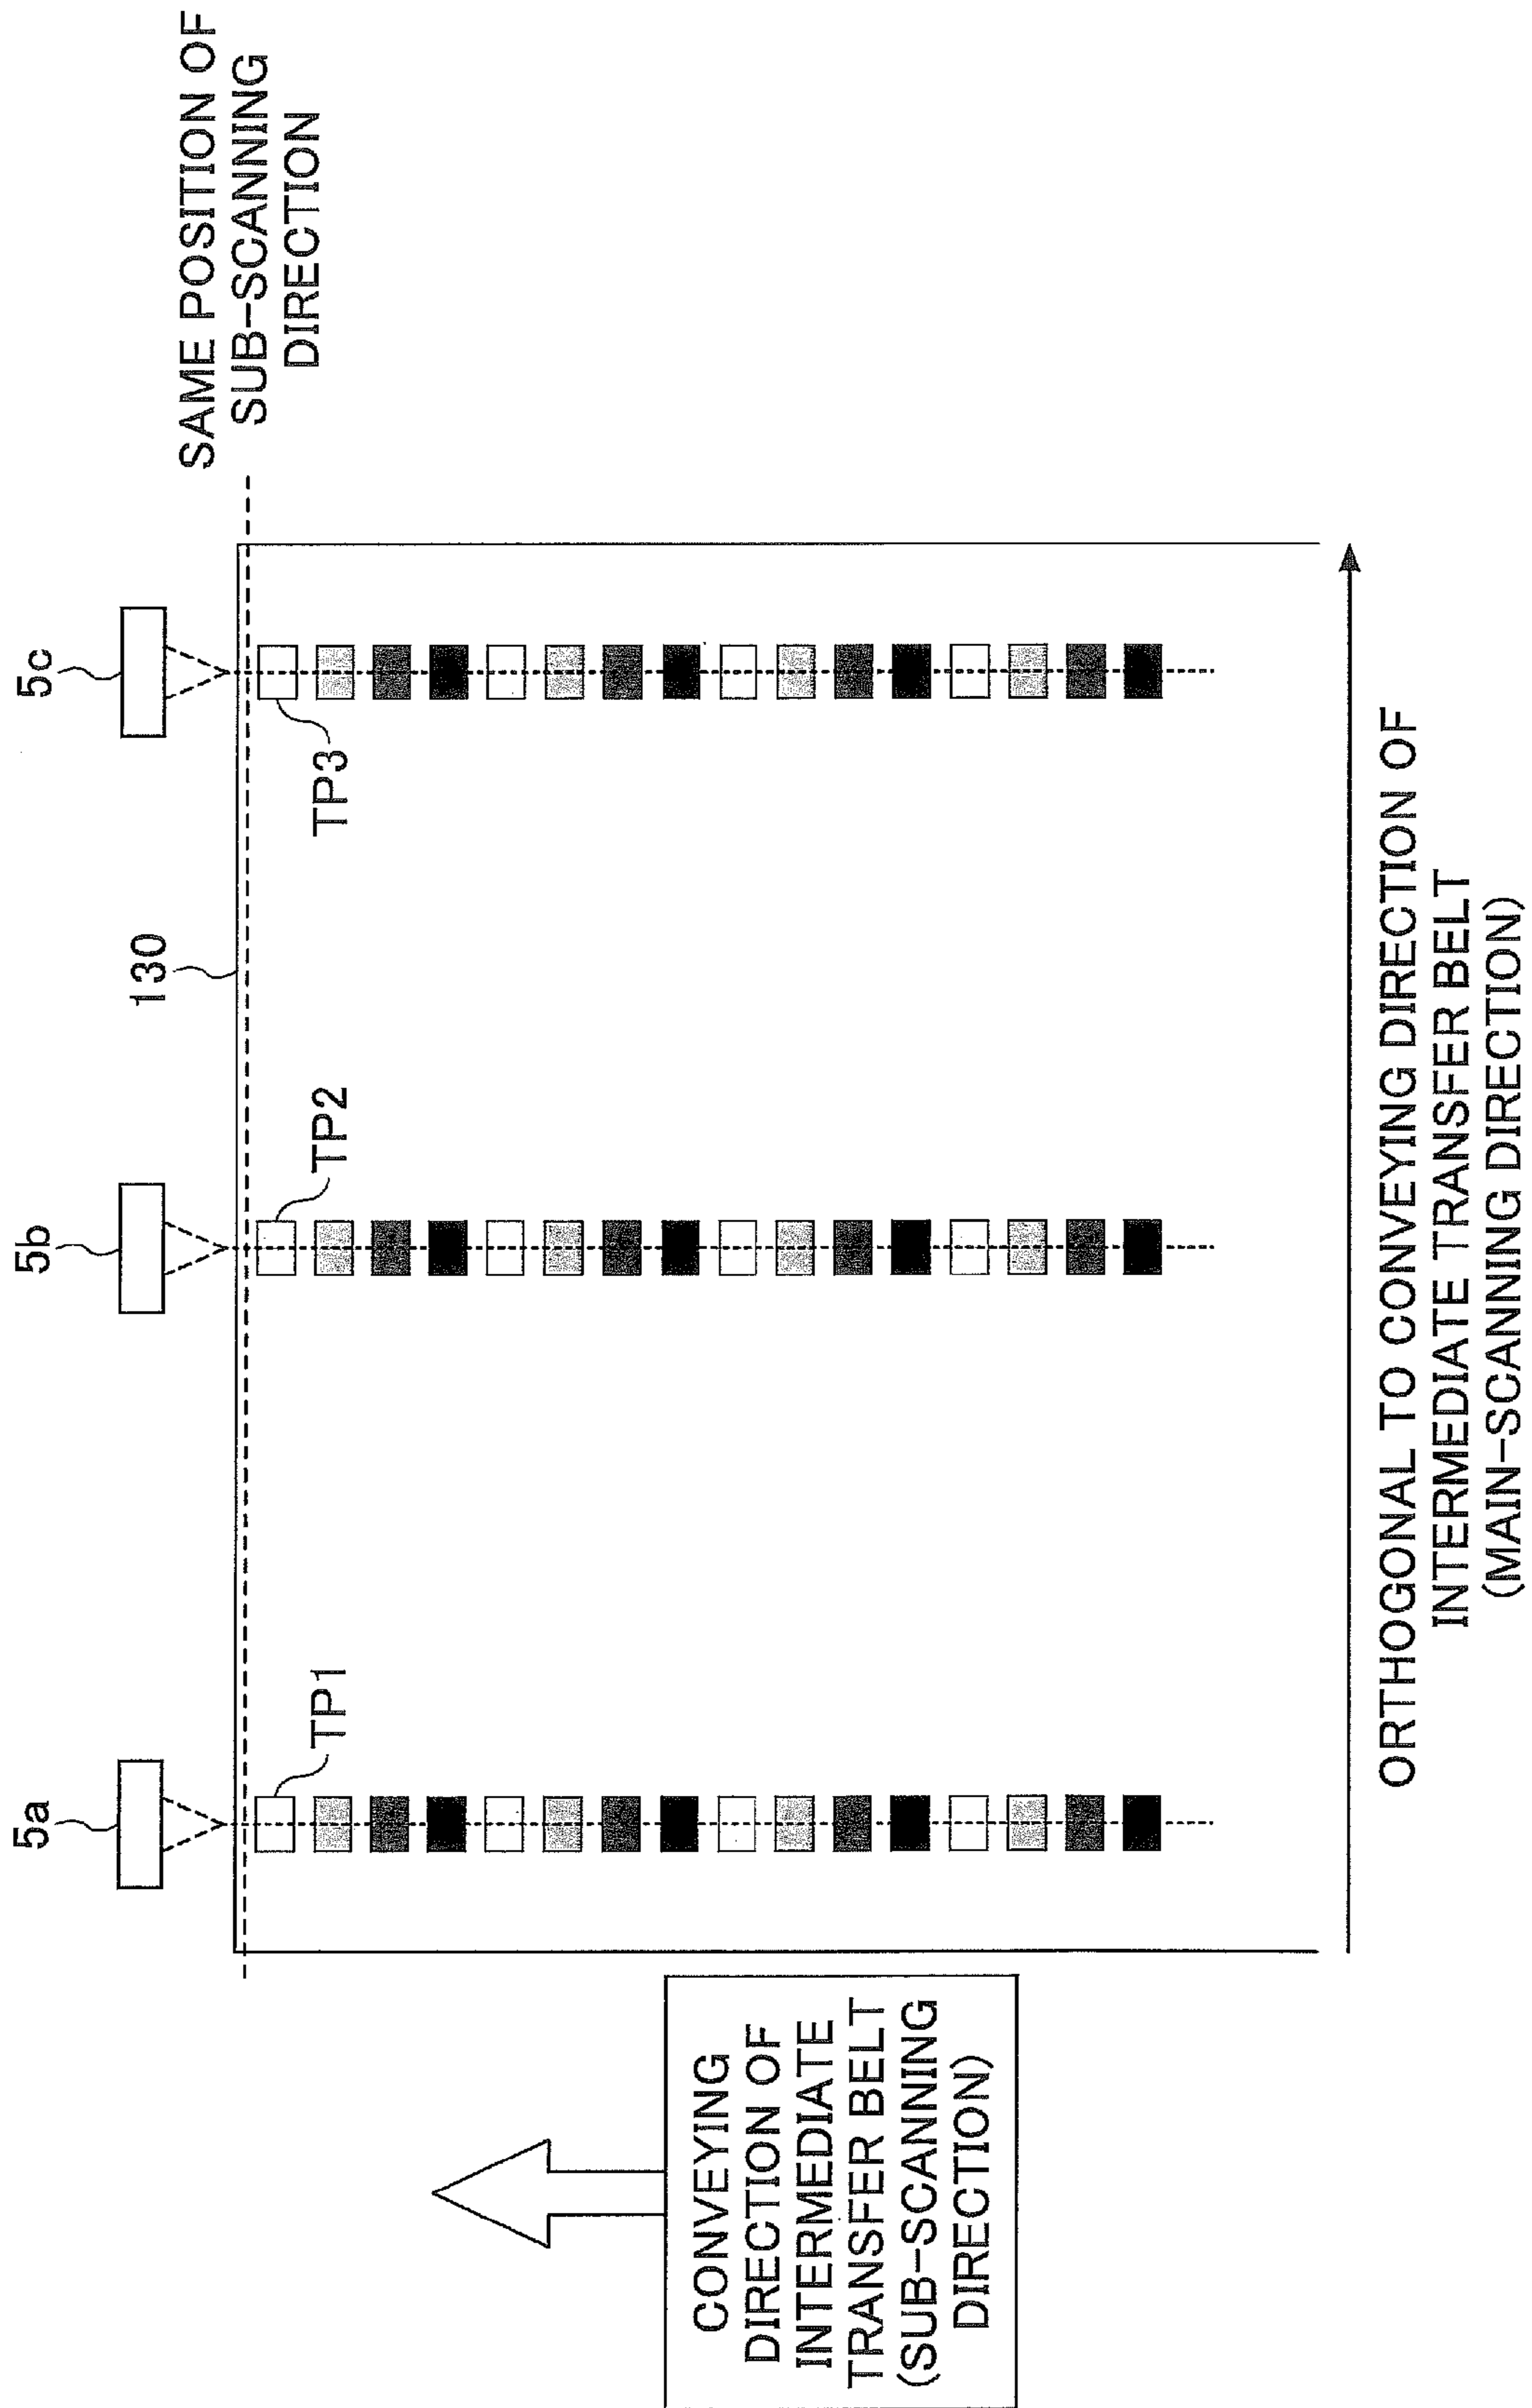 5a
5b
5c
130
SAME POSITION OF
SUB-SCANNING
DIRECTION
TP1
TP2
TP3
CONVEYING
DIRECTION OF
INTERMEDIATE
TRANSFER BELT
(SUB-SCANNING
DIRECTION)
ORTHOGONAL TO CONVEYING DIRECTION OF
INTERMEDIATE TRANSFER BELT
(MAIN-SCANNING DIRECTION)